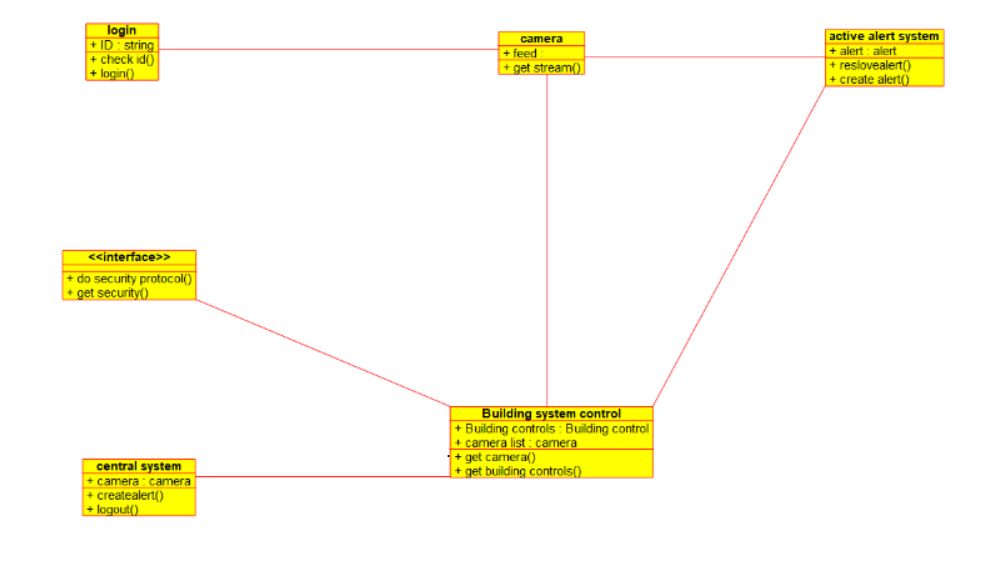 login
+ ID : string
+ check id()
+ login()
camera
+ feed :
+ get stream()
active alert system
+ alert : alert
+ reslovealert()
+ create alert()
<<interface>>
+ do security protocol()
+ get security()
Building system control
+ Building controls : Building control
+ camera list : camera
+ get camera()
+ get building controls()
central system
+ camera : camera
+ createalert()
+ logout()